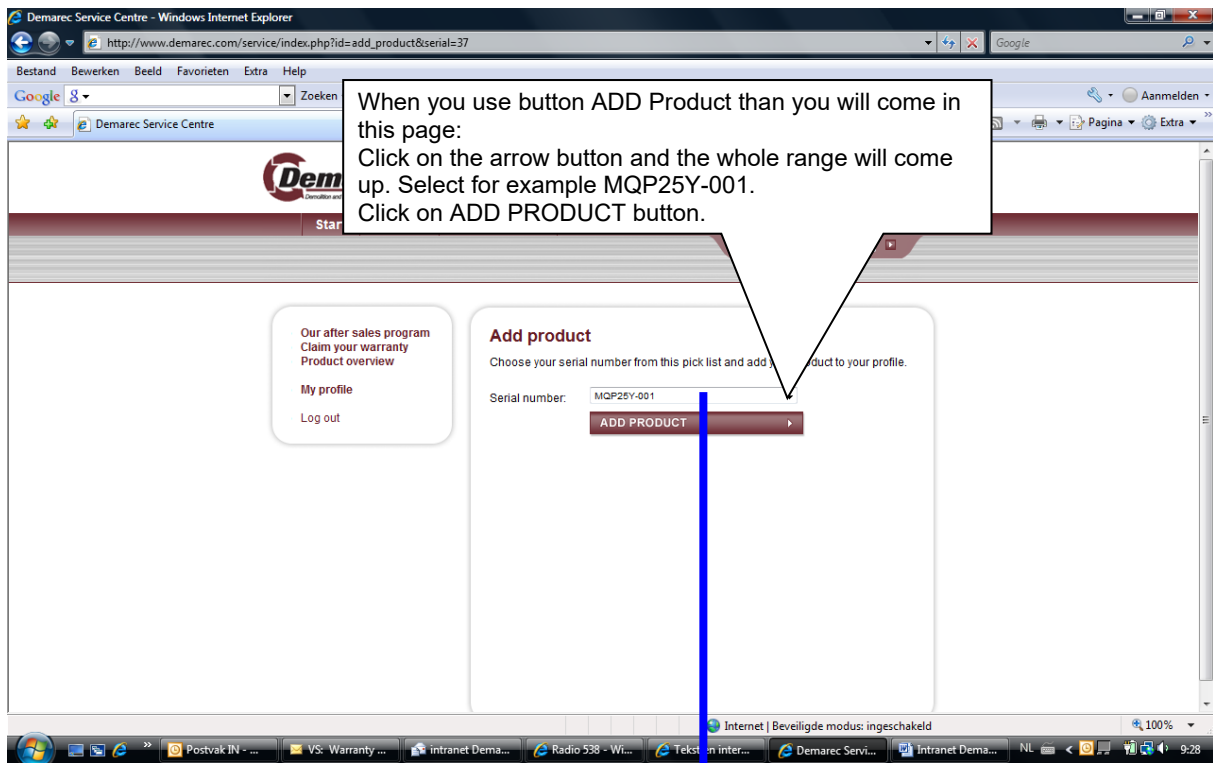 Demarec Service Centre - Windows Internet Explorer
http://www.demarec.com/service/index.php?id=add_product&serial=37
Google
Bestand Bewerken Beeld Favorieten Extra Help
Google
Zoeken
Aanmelden
Demarec Service Centre
Pagina Extra
When you use button ADD Product than you will come in
this page:
Click on the arrow button and the whole range will come
up. Select for example MQP25Y-001.
Click on ADD PRODUCT button.
Dem
Demolition and
Star
Our after sales program
Claim your warranty
Product overview
My profile
Log out
Add product
Choose your serial number from this pick list and add your product to your profile.
Serial number:
MQP25Y-001
ADD PRODUCT
Internet | Beveiligde modus: ingeschakeld
100%
Postvak IN - ...
VS: Warranty ...
intranet Dema...
Radio 538 - Wi...
Teksten inter...
Demarec Servi...
Intranet Dema...
NL
9:28